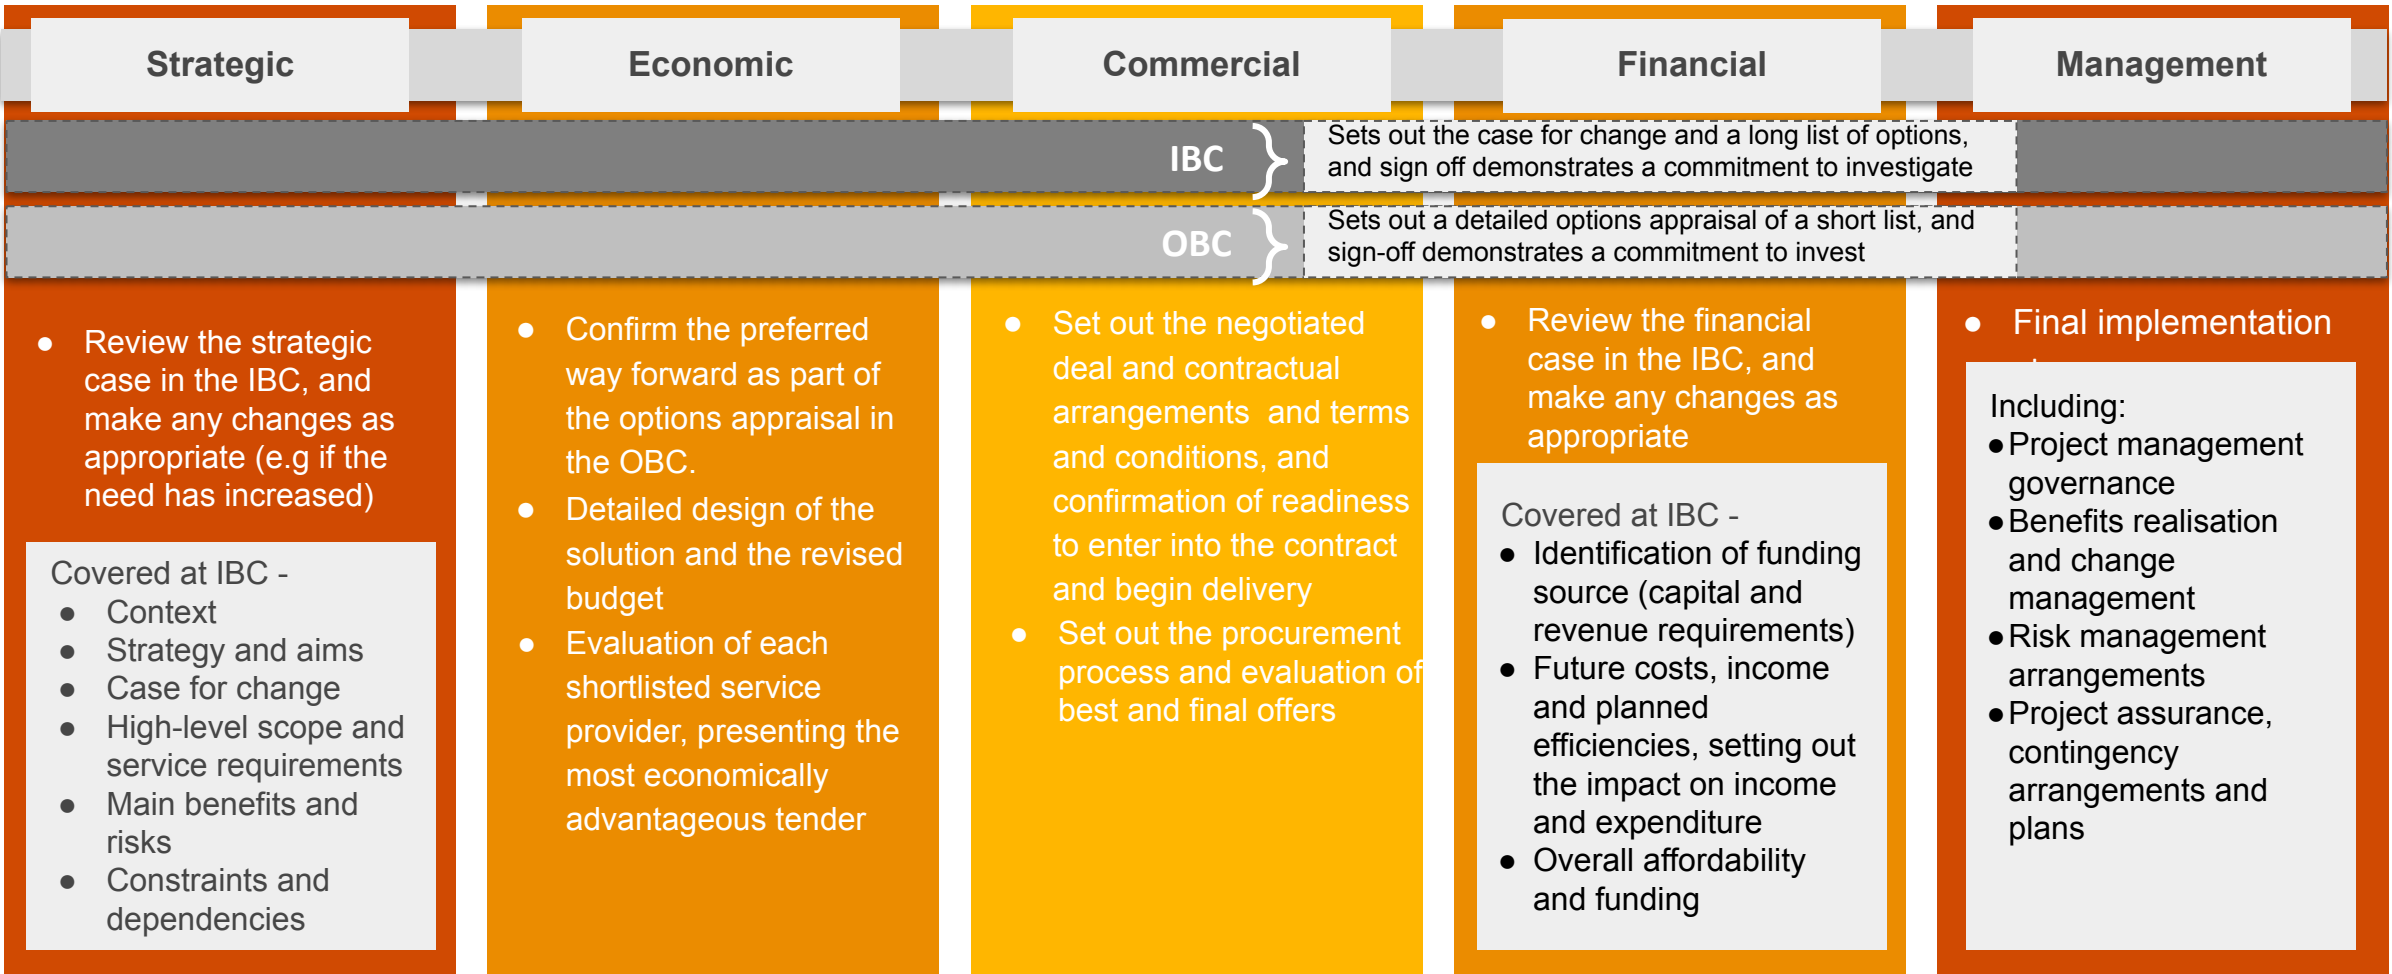 Strategic
Economic
Commercial
Financial
Management
IBC
Sets out the case for change and a long list of options,
and sign off demonstrates a commitment to investigate
OBC
Sets out a detailed options appraisal of a short list, and
sign-off demonstrates a commitment to invest
● Review the strategic
case in the IBC, and
make any changes as
appropriate (e.g if the
need has increased)
Covered at IBC -
● Context
● Strategy and aims
● Case for change
● High-level scope and
service requirements
● Main benefits and
risks
● Constraints and
dependencies
● Confirm the preferred
way forward as part of
the options appraisal in
the OBC.
● Detailed design of the
solution and the revised
budget
● Evaluation of each
shortlisted service
provider, presenting the
most economically
advantageous tender
● Set out the negotiated
deal and contractual
arrangements  and terms
and conditions, and
confirmation of readiness
to enter into the contract
and begin delivery
● Set out the procurement
process and evaluation of
best and final offers
● Review the financial
case in the IBC, and
make any changes as
appropriate
Covered at IBC -
● Identification of funding
source (capital and
revenue requirements)
● Future costs, income
and planned
efficiencies, setting out
the impact on income
and expenditure
● Overall affordability
and funding
● Final implementation
Including:
●Project management
governance
●Benefits realisation
and change
management
●Risk management
arrangements
●Project assurance,
contingency
arrangements and
plans